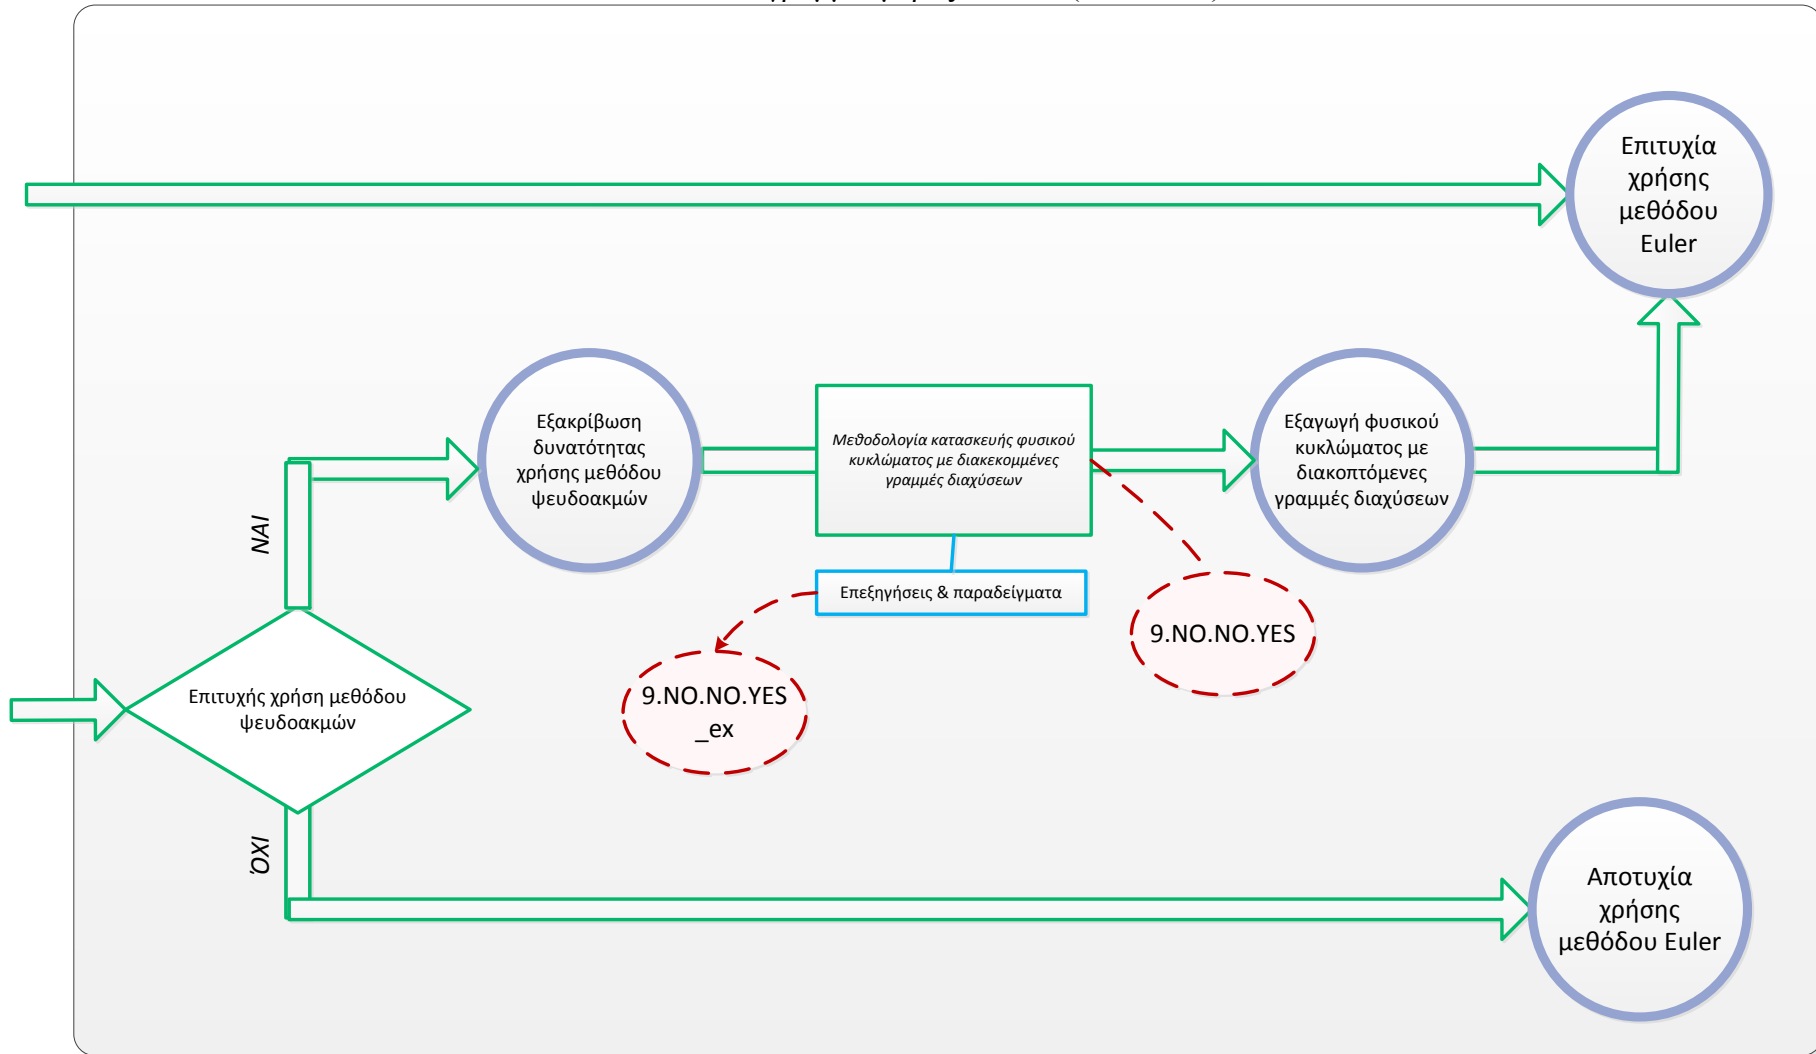 Επιτυχία
χρήσης
μεθόδου
Euler
Εξακρίβωση
δυνατότητας
χρήσης μεθόδου
ψευδοακμών
Μεθοδολογία κατασκευής φυσικού
κυκλώματος με διακεκομμένες
γραμμές διαχύσεων
Εξαγωγή φυσικού
κυκλώματος με
διακοπτόμενες
γραμμές διαχύσεων
ΝΑΙ
Επεξηγήσεις & παραδείγματα
9.NO.NO.YES
9.NO.NO.YES
_ex
Επιτυχής χρήση μεθόδου
ψευδοακμών
ΌΧΙ
Αποτυχία
χρήσης
μεθόδου Euler